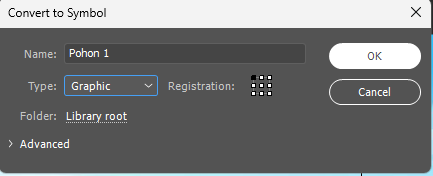 Convert to Symbol
Name: Pohon 1
OK
Type: Graphic Registration:
Cancel
Folder: Library root
Advanced